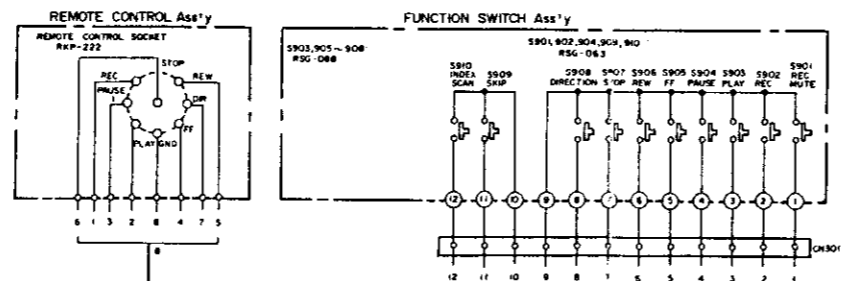 REMOTE CONTROL Ass'y
REMOTE CONTROL SOCKET
RKP-222
STOP
REC
REW
PAUSE
DIR
PLAY
GND
FF
6 1 3 2 8 4 7 5
8
FUNCTION SWITCH Ass'y
S903,905~908
RSG-088
S901,902,904,909,910
RSG-063
S910
INDEX
SCAN
S909
SKIP
S908
DIRECTION
S907
STOP
S906
REW
S905
FF
S904
PAUSE
S903
PLAY
S902
REC
S901
REC
MUTE
12 11 10 9 8 7 6 5 4 3 2 1
CN301
12 11 10 9 8 7 6 5 4 3 2 1